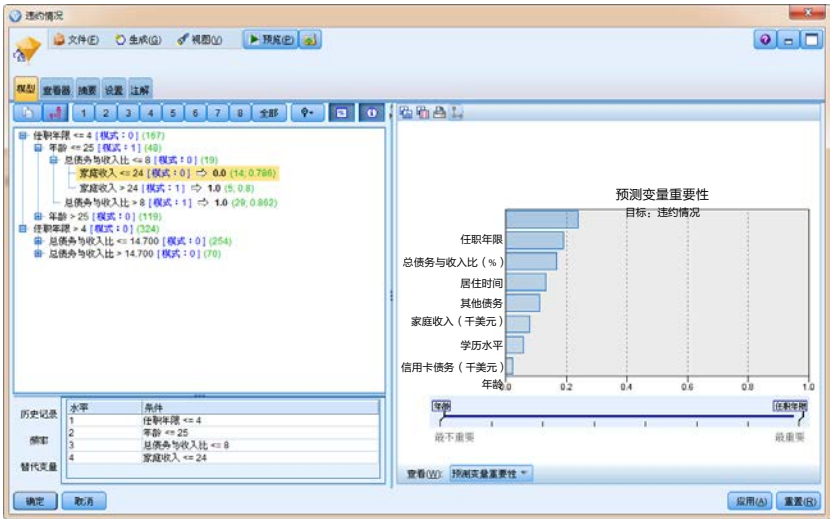 违约情况
文件(F) 生成(G) 视图(V) 预览(P)
模型 查看器 摘要 设置 注解
1 2 3 4 5 6 7 8 全部
任职年限 <= 4 [模式：0] (167)
年龄 <= 25 [模式：1] (48)
总债务与收入比 <= 8 [模式：0] (19)
家庭收入 <= 24 [模式：0] ⇨ 0.0 (14; 0.786)
家庭收入 > 24 [模式：1] ⇨ 1.0 (5; 0.8)
总债务与收入比 > 8 [模式：1] ⇨ 1.0 (29; 0.862)
年龄 > 25 [模式：0] (119)
任职年限 > 4 [模式：0] (324)
总债务与收入比 <= 14.700 [模式：0] (254)
总债务与收入比 > 14.700 [模式：0] (70)
历史记录
频率
替代变量
水平 条件
1 任职年限 <= 4
2 年龄 <= 25
3 总债务与收入比 <= 8
4 家庭收入 <= 24
预测变量重要性
目标：违约情况
任职年限
总债务与收入比（%）
居住时间
其他债务
家庭收入（千美元）
学历水平
信用卡债务（千美元）
年龄
0.0 0.2 0.4 0.6 0.8 1.0
年龄 任职年限
最不重要 最重要
查看(W): 预测变量重要性
确定 取消 应用(A) 重置(R)